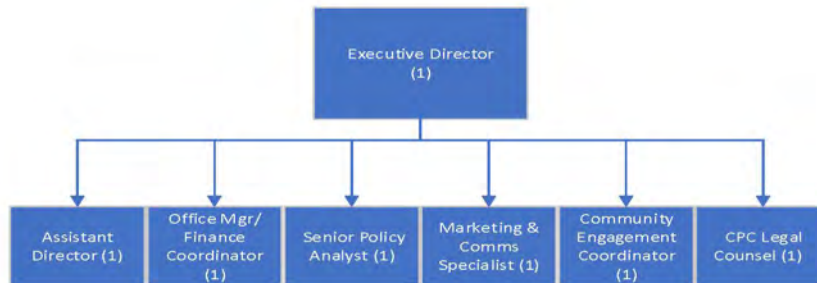 Executive Director
(1)
Assistant
Director (1)
Office Mgr/
Finance
Coordinator
(1)
Senior Policy
Analyst (1)
Marketing &
Comms
Specialist (1)
Community
Engagement
Coordinator
(1)
CPC Legal
Counsel (1)